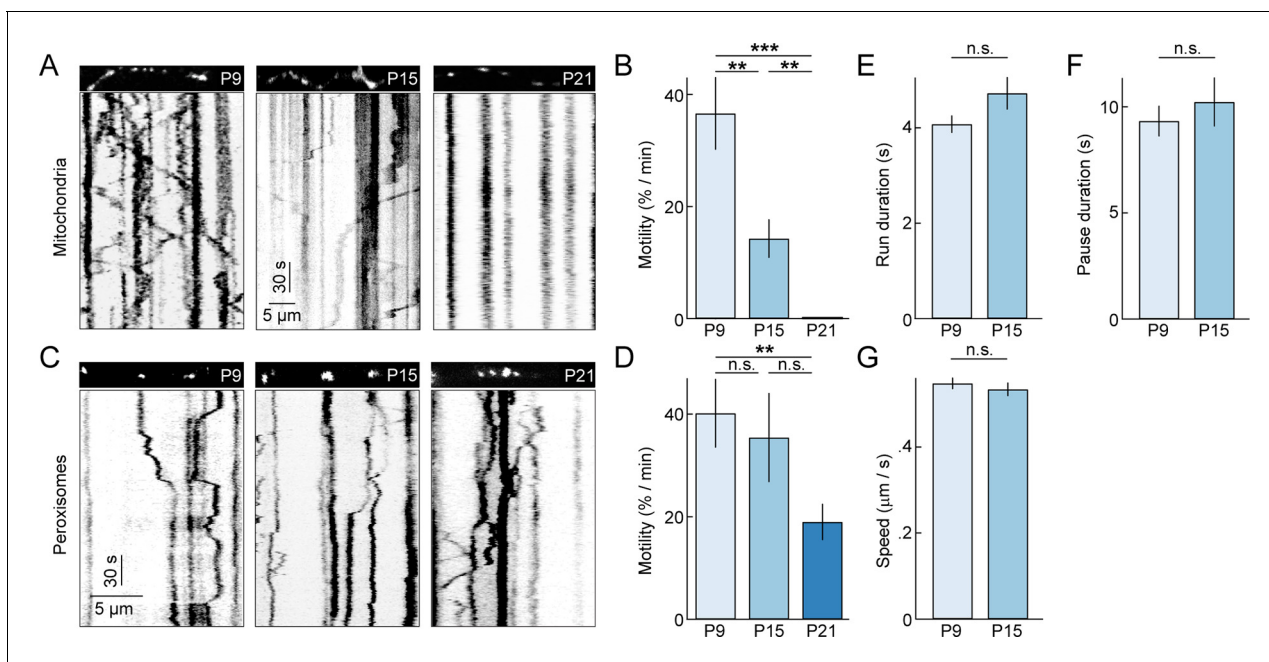 A
P9
P15
P21
Mitochondria
30 s
5 μm
B
***
** **
Motility (% / min)
40
20
0
P9 P15 P21
E
n.s.
Run duration (s)
4
2
0
P9 P15
F
n.s.
Pause duration (s)
10
5
0
P9 P15
C
P9
P15
P21
Peroxisomes
30 s
5 μm
D
**
n.s. n.s.
Motility (% / min)
40
20
0
P9 P15 P21
G
n.s.
Speed (μm / s)
.4
.2
0
P9 P15